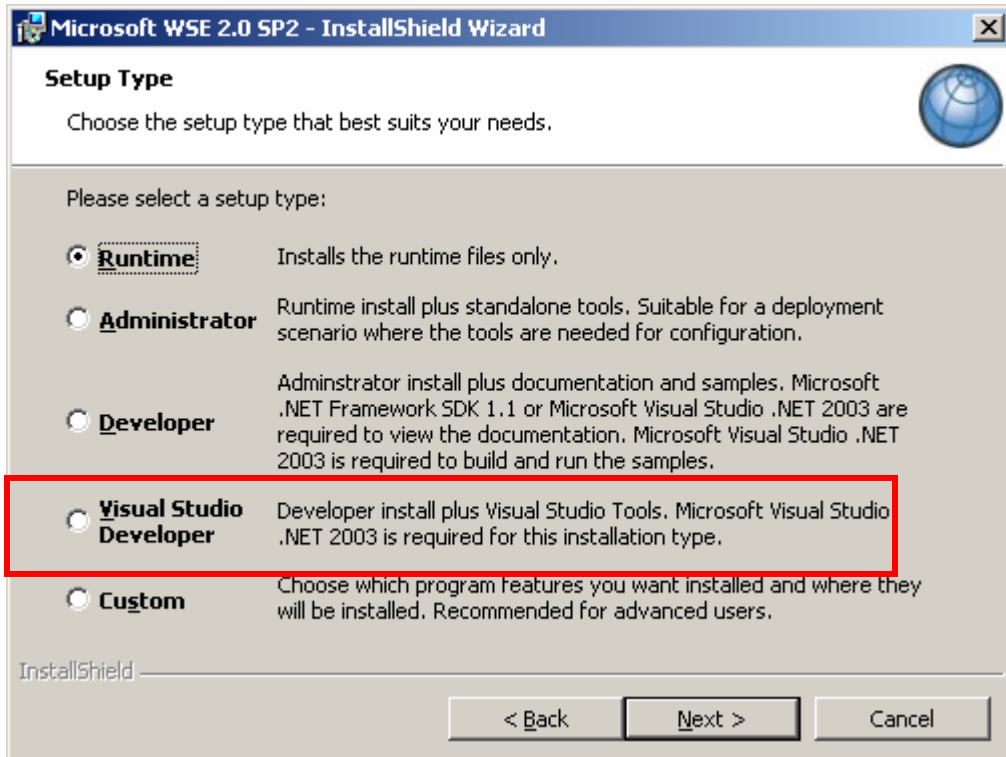 Microsoft WSE 2.0 SP2 - InstallShield Wizard
Setup Type
Choose the setup type that best suits your needs.
Please select a setup type:
Runtime
Installs the runtime files only.
Administrator
Runtime install plus standalone tools. Suitable for a deployment
scenario where the tools are needed for configuration.
Developer
Adminstrator install plus documentation and samples. Microsoft
.NET Framework SDK 1.1 or Microsoft Visual Studio .NET 2003 are
required to view the documentation. Microsoft Visual Studio .NET
2003 is required to build and run the samples.
Visual Studio
Developer
Developer install plus Visual Studio Tools. Microsoft Visual Studio
.NET 2003 is required for this installation type.
Custom
Choose which program features you want installed and where they
will be installed. Recommended for advanced users.
InstallShield
< Back
Next >
Cancel